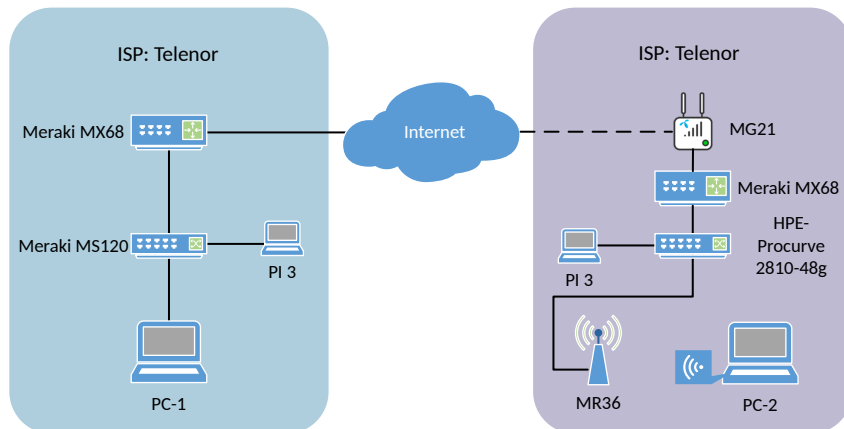 ISP: Telenor
Meraki MX68
Meraki MS120
PI 3
PC-1
Internet
ISP: Telenor
MG21
Meraki MX68
HPE-
Procurve
2810-48g
PI 3
MR36
PC-2